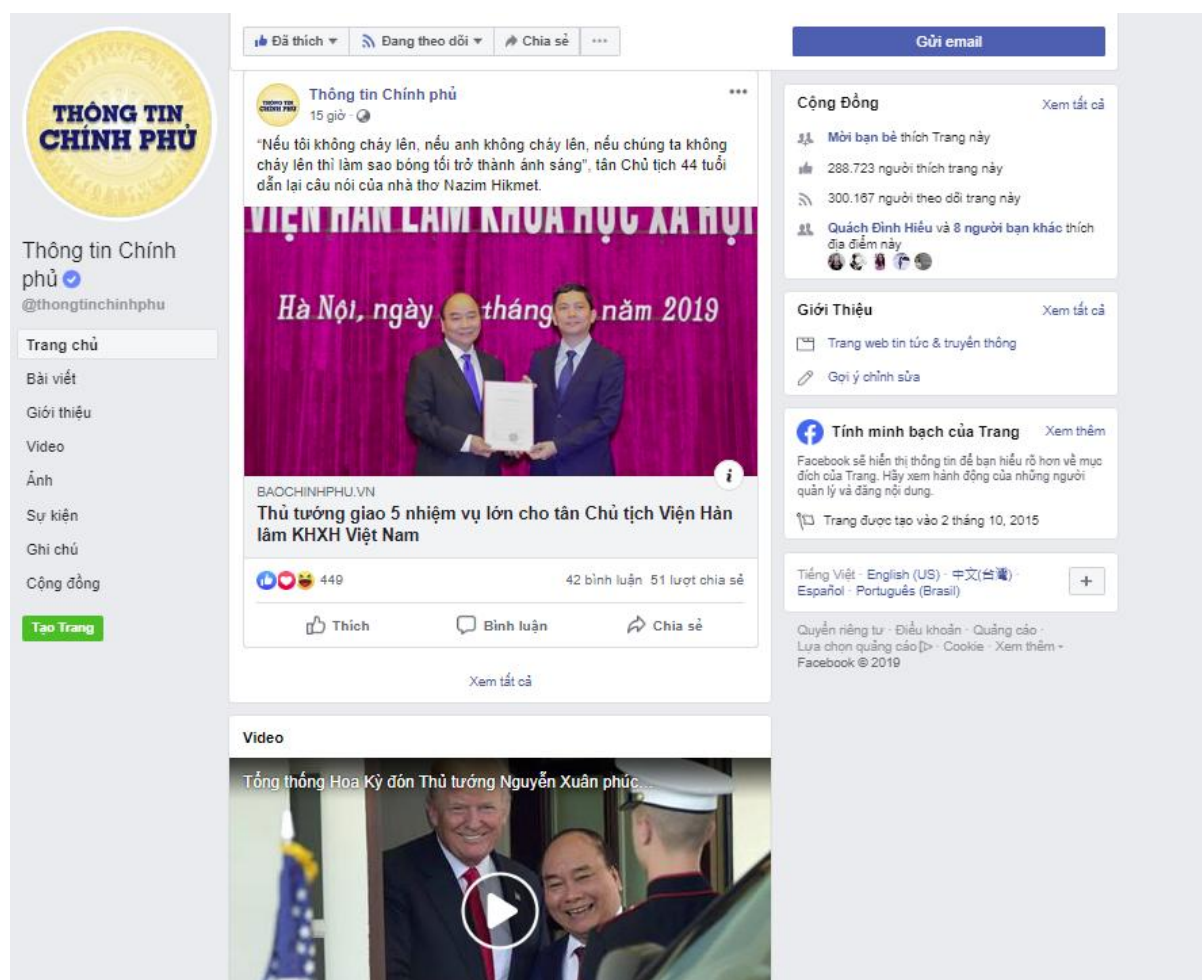 THÔNG TIN
CHÍNH PHỦ
Thông tin Chính
phủ
@thongtinchinhphu
Trang chủ
Bài viết
Giới thiệu
Video
Ảnh
Sự kiện
Ghi chú
Cộng đồng
Tạo Trang
Đã thích
Đang theo dõi
Chia sẻ
Thông tin Chính phủ
15 giờ ·
“Nếu tôi không cháy lên, nếu anh không cháy lên, nếu chúng ta không
cháy lên thì làm sao bóng tối trở thành ánh sáng”, tân Chủ tịch 44 tuổi
dẫn lại câu nói của nhà thơ Nazim Hikmet.
VIỆN HÀN LÂM KHOA HỌC XÃ HỘI
Hà Nội, ngày tháng năm 2019
BAOCHINHPHU.VN
Thủ tướng giao 5 nhiệm vụ lớn cho tân Chủ tịch Viện Hàn
lâm KHXH Việt Nam
449
42 bình luận 51 lượt chia sẻ
Thích
Bình luận
Chia sẻ
Xem tất cả
Video
Tổng thống Hoa Kỳ đón Thủ tướng Nguyễn Xuân phúc...
Gửi email
Cộng Đồng
Xem tất cả
Mời bạn bè thích Trang này
288.723 người thích trang này
300.167 người theo dõi trang này
Quách Đình Hiếu và 8 người bạn khác thích
địa điểm này
Giới Thiệu
Xem tất cả
Trang web tin tức & truyền thông
Gợi ý chỉnh sửa
Tính minh bạch của Trang
Xem thêm
Facebook sẽ hiển thị thông tin để bạn hiểu rõ hơn về mục
đích của Trang. Hãy xem hành động của những người
quản lý và đăng nội dung.
Trang được tạo vào 2 tháng 10, 2015
Tiếng Việt · English (US) · 中文(台灣) ·
Español · Português (Brasil)
Quyền riêng tư · Điều khoản · Quảng cáo ·
Lựa chọn quảng cáo · Cookie · Xem thêm
Facebook © 2019